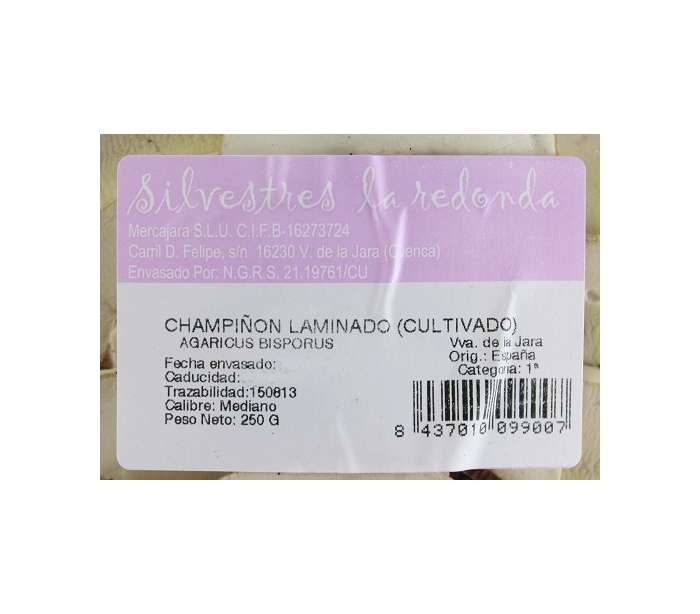 Silvestres la redonda
Mercajara S.L.U. C.I.F.B-16273724
Carril D. Felipe, s/n 16230 V. de la Jara (Cuenca)
Envasado Por: N.G.R.S. 21.19761/CU
CHAMPIÑON LAMINADO (CULTIVADO)
AGARICUS BISPORUS
Vva. de la Jara
Orig.: España
Categoria: 1ª
Fecha envasado:
Caducidad:
Trazabilidad:150813
Calibre: Mediano
Peso Neto: 250 G
8 437010 099007